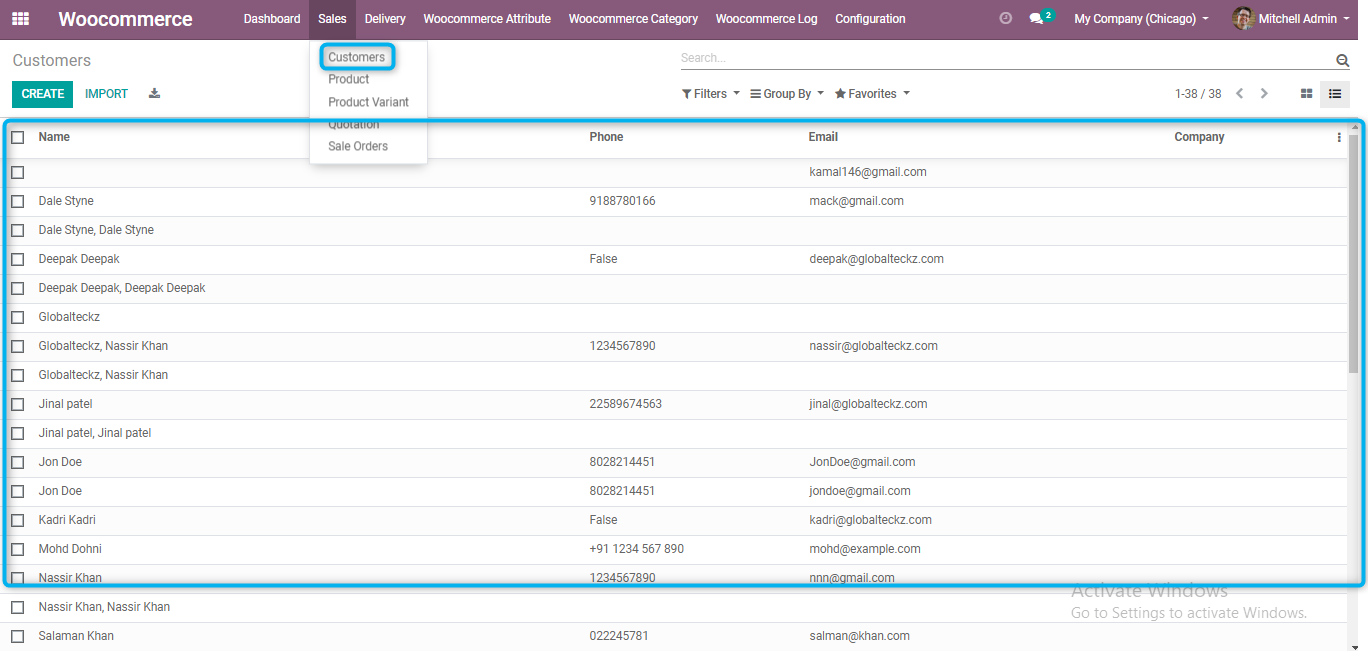 Woocommerce Dashboard Sales Delivery Woocommerce Attribute Woocommerce Category Woocommerce Log Configuration 2 My Company (Chicago) Mitchell Admin
Customers
Search...
Customers
Product
Product Variant
Quotation
Sale Orders
CREATE IMPORT Filters Group By Favorites 1-38 / 38
Name Phone Email Company
kamal146@gmail.com
Dale Styne 9188780166 mack@gmail.com
Dale Styne, Dale Styne
Deepak Deepak False deepak@globalteckz.com
Deepak Deepak, Deepak Deepak
Globalteckz
Globalteckz, Nassir Khan 1234567890 nassir@globalteckz.com
Globalteckz, Nassir Khan
Jinal patel 22589674563 jinal@globalteckz.com
Jinal patel, Jinal patel
Jon Doe 8028214451 JonDoe@gmail.com
Jon Doe 8028214451 jondoe@gmail.com
Kadri Kadri False kadri@globalteckz.com
Mohd Dohni +91 1234 567 890 mohd@example.com
Nassir Khan 1234567890 nnn@gmail.com
Activate Windows
Nassir Khan, Nassir Khan
Go to Settings to activate Windows.
Salaman Khan 022245781 salman@khan.com